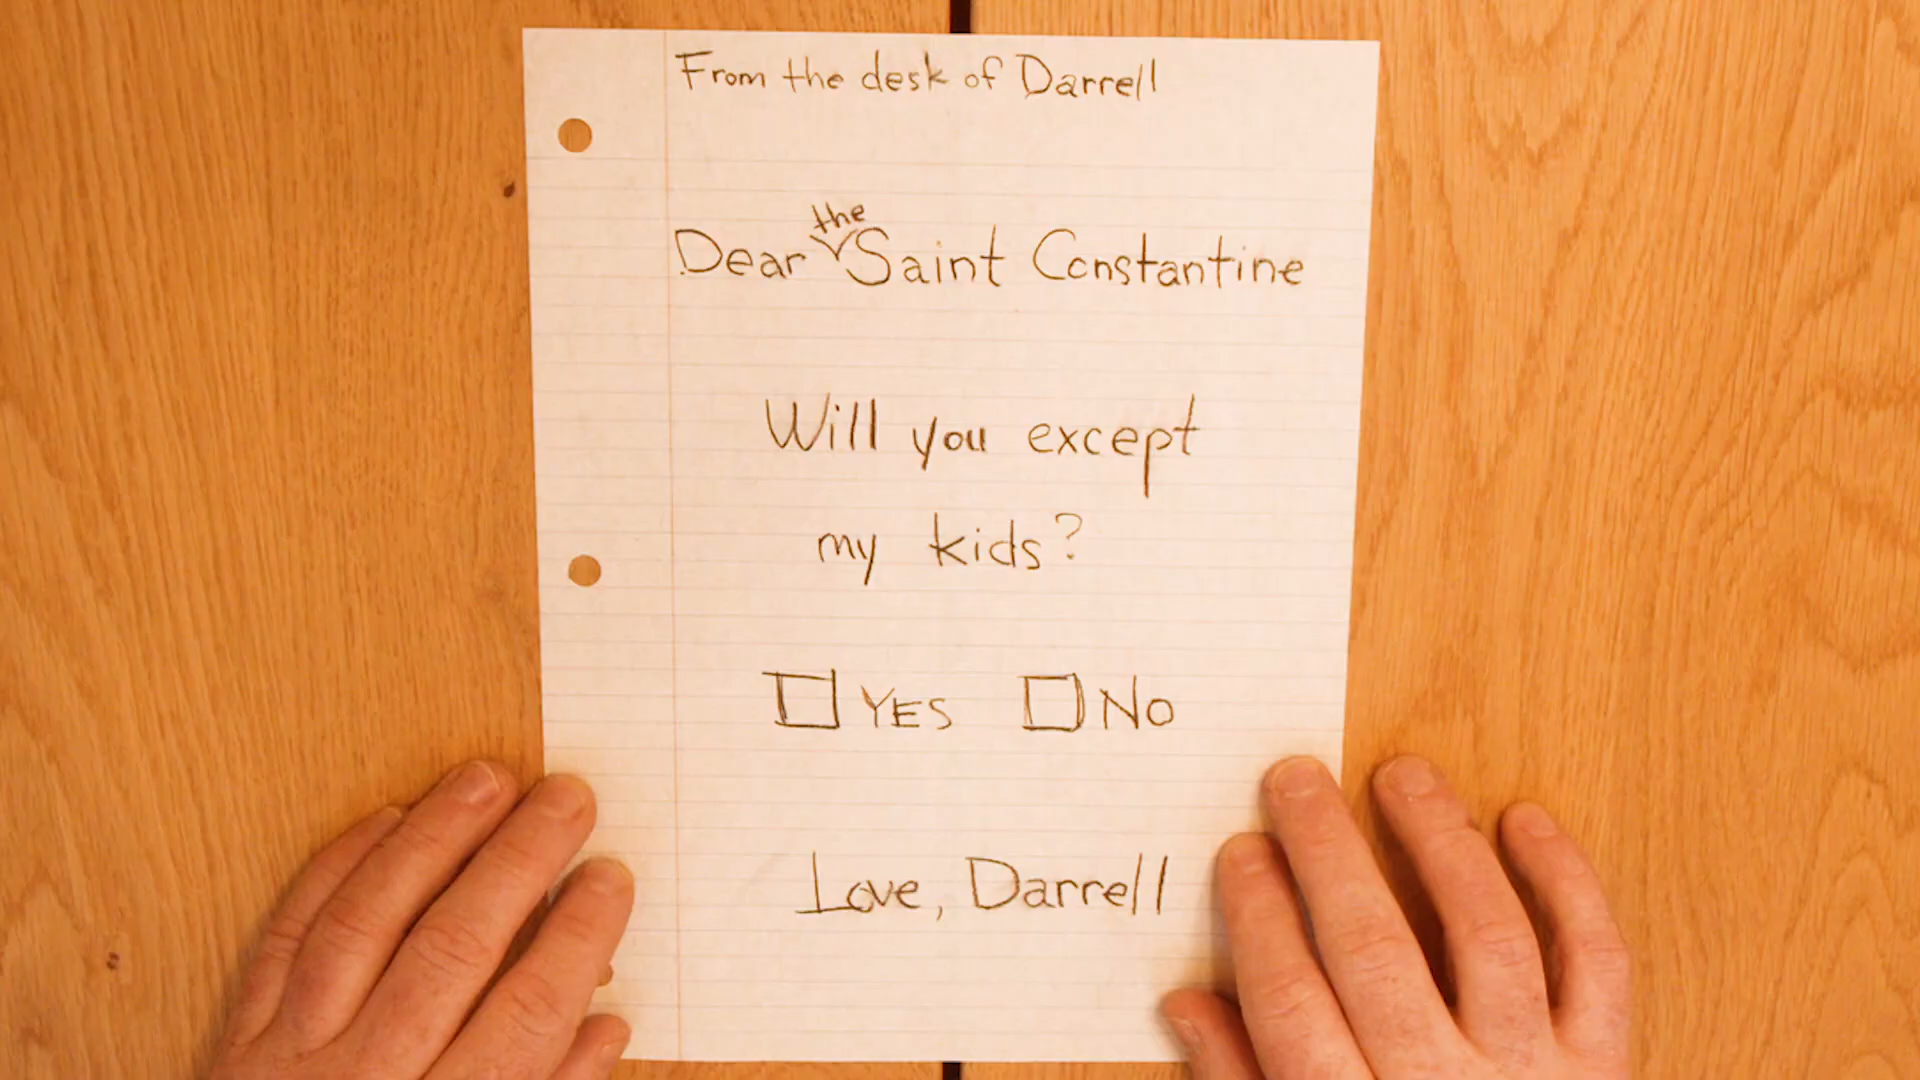 From the desk of Darrell
Dear the Saint Constantine
Will you except
my kids?
YES NO
Love, Darrell